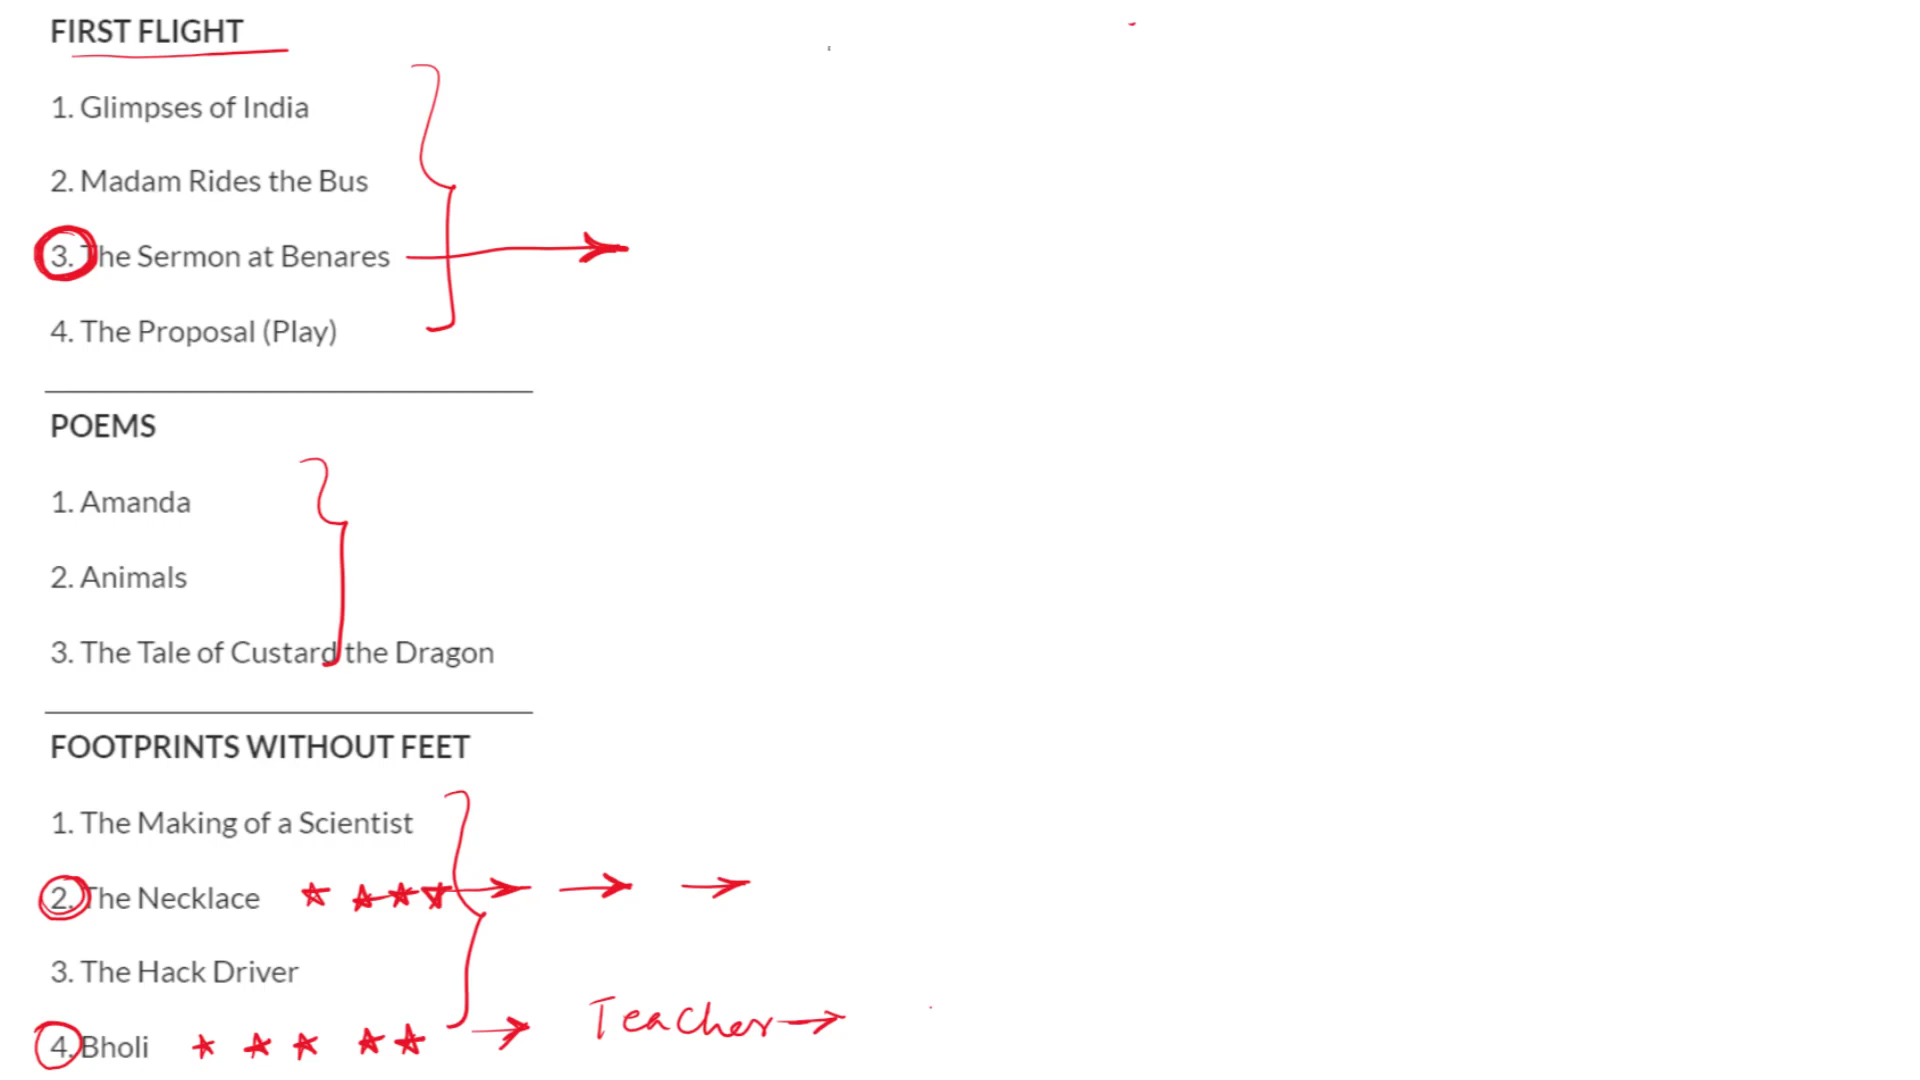 FIRST FLIGHT
1. Glimpses of India
2. Madam Rides the Bus
3. The Sermon at Benares
4. The Proposal (Play)
POEMS
1. Amanda
2. Animals
3. The Tale of Custard the Dragon
FOOTPRINTS WITHOUT FEET
1. The Making of a Scientist
2. The Necklace
3. The Hack Driver
4. Bholi
Teacher